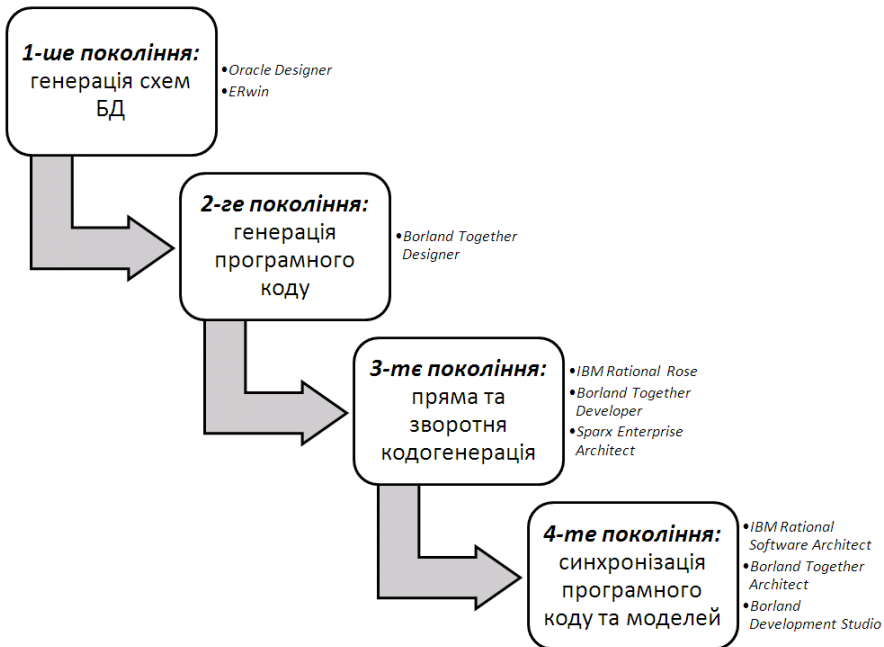 1-ше покоління:
генерація схем
БД
•Oracle Designer
•ERwin
2-ге покоління:
генерація
програмного
коду
•Borland Together
Designer
3-тє покоління:
пряма та
зворотня
кодогенерація
•IBM Rational Rose
•Borland Together
Developer
•Sparx Enterprise
Architect
4-те покоління:
синхронізація
програмного
коду та моделей
•IBM Rational
Software Architect
•Borland Together
Architect
•Borland
Development Studio